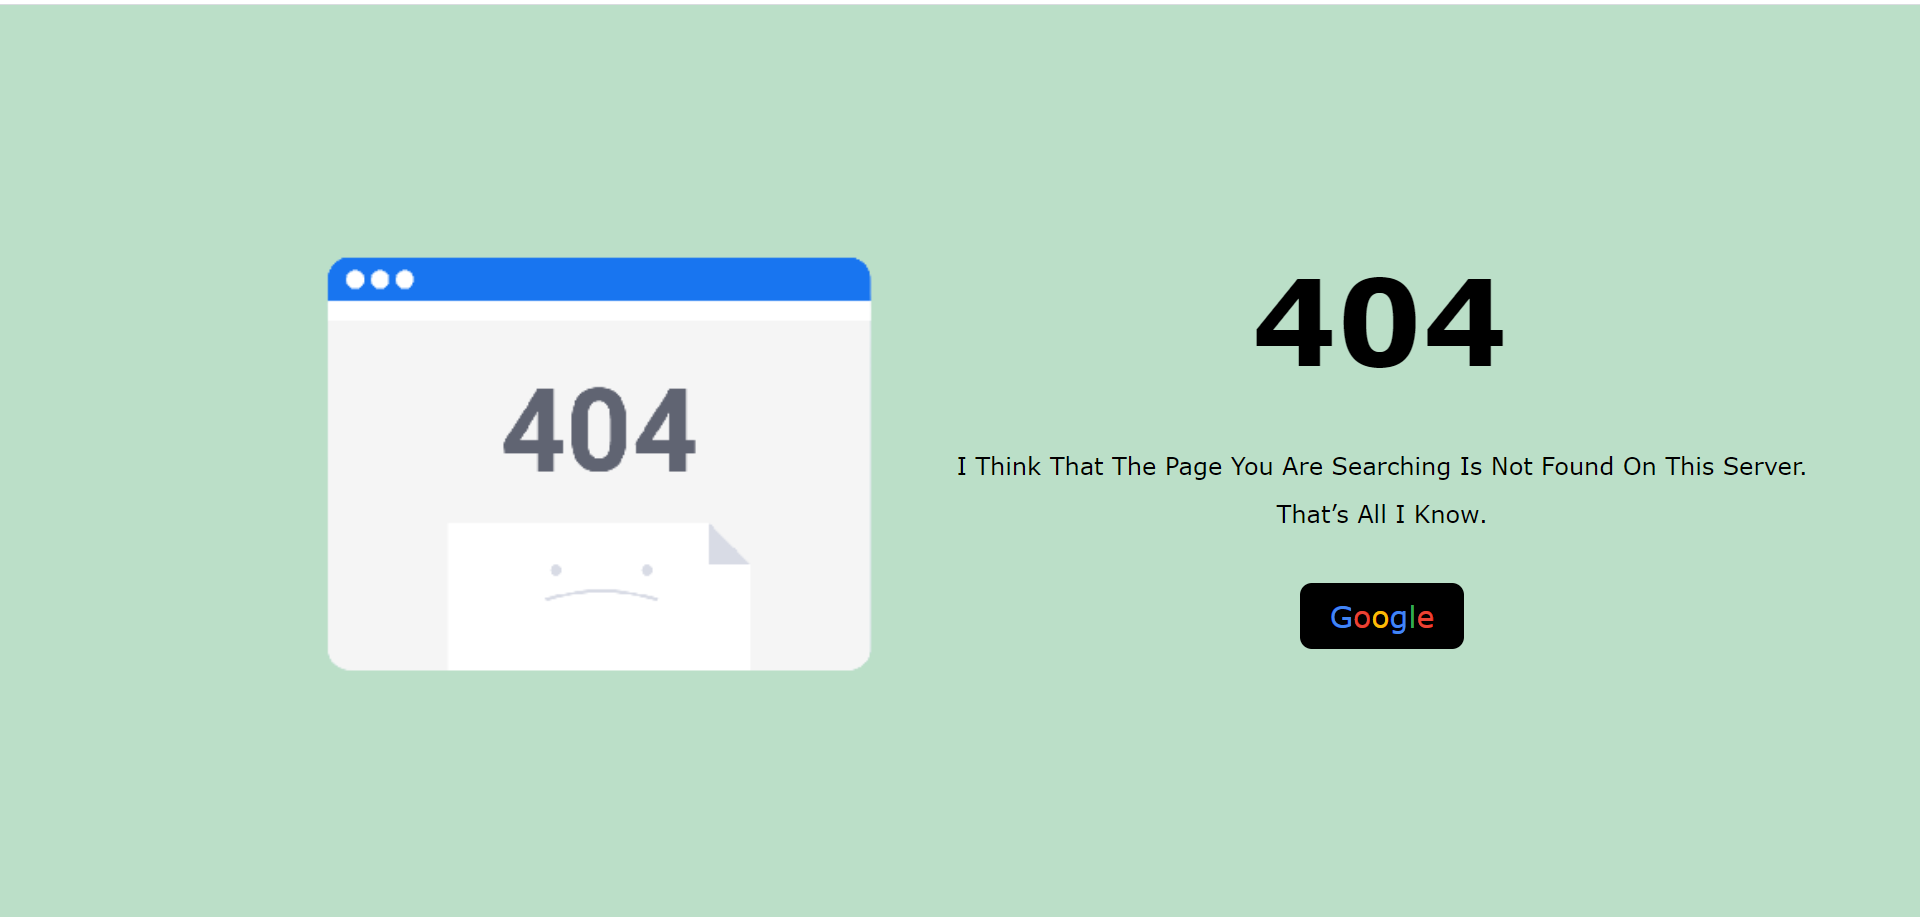 404
404
I Think That The Page You Are Searching Is Not Found On This Server.
That’s All I Know.
Google